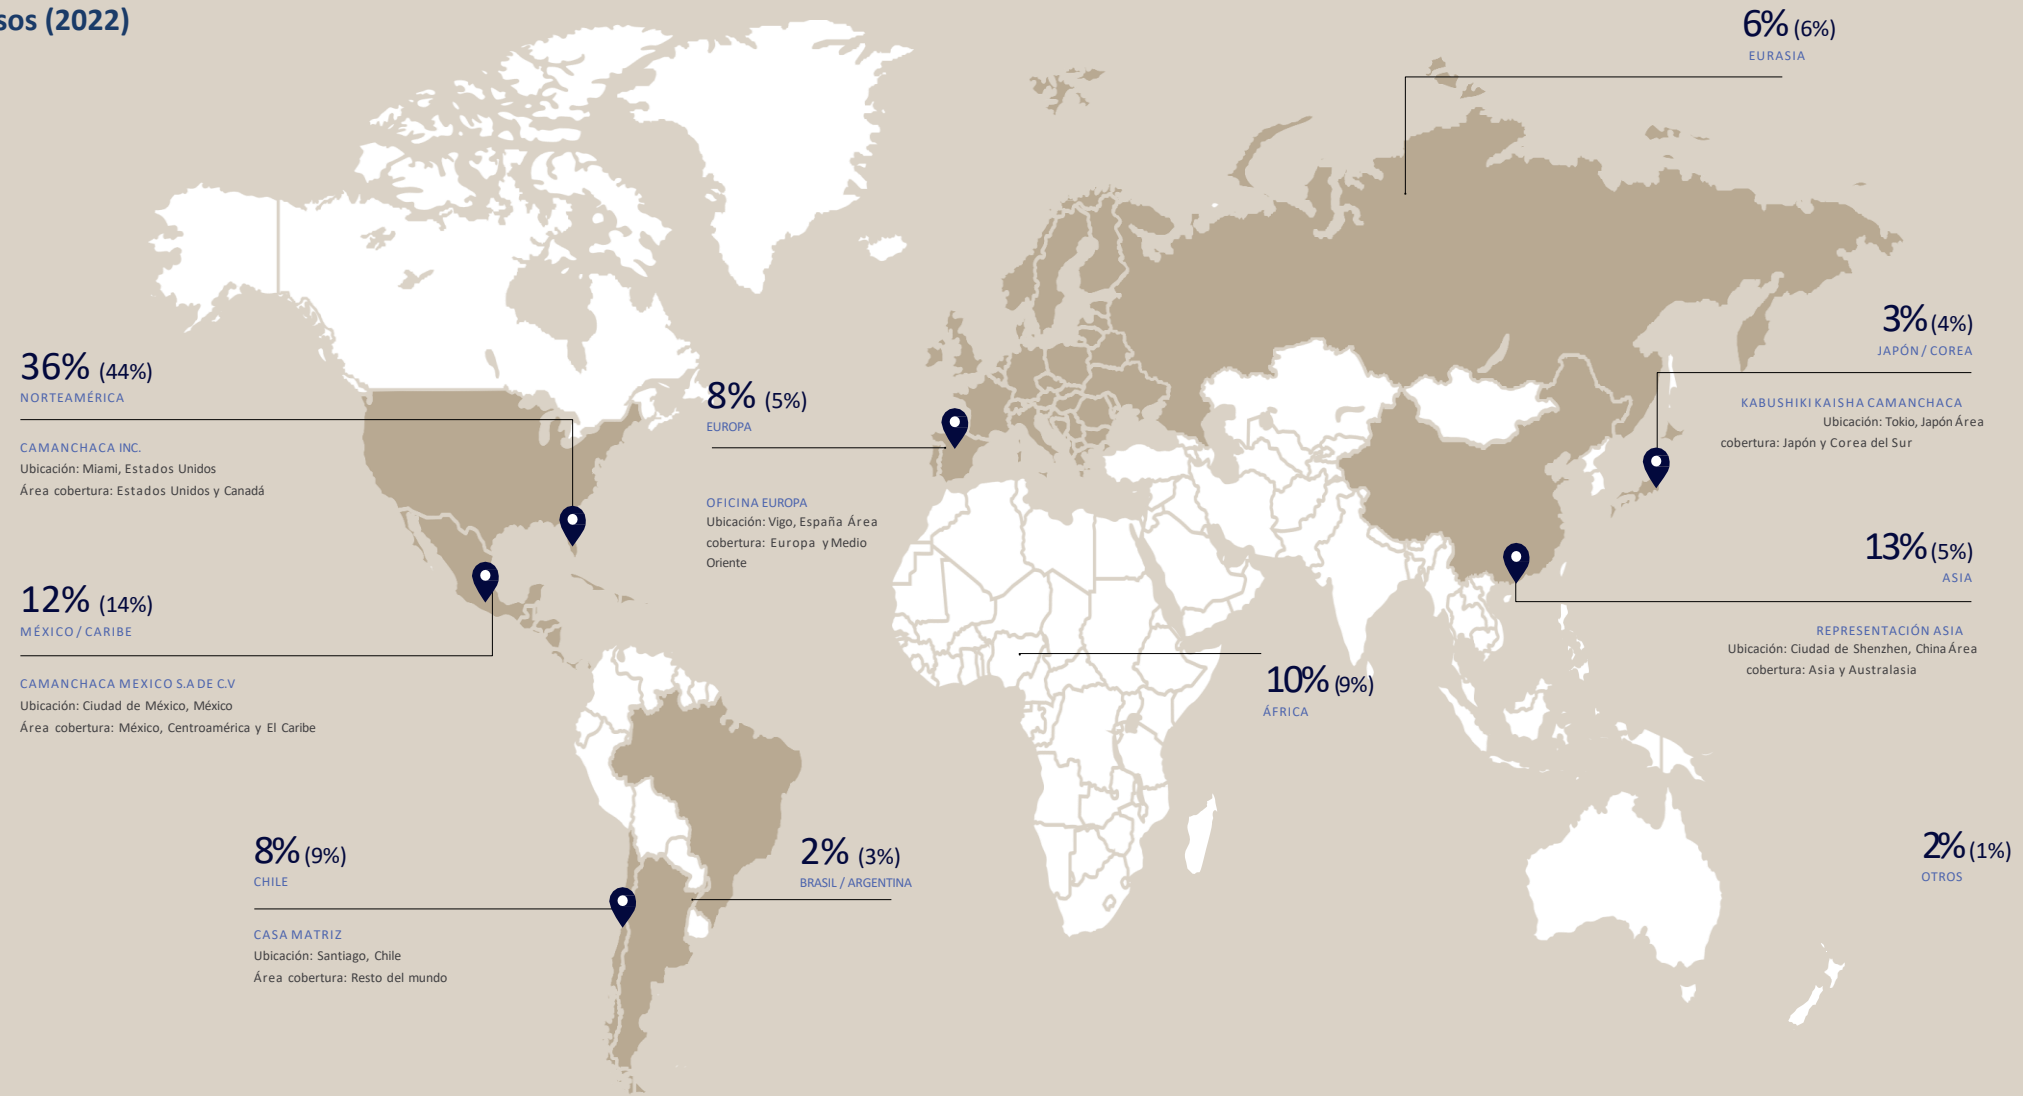 sos (2022)
6% (6%)
EURASIA
36% (44%)
NORTEAMÉRICA
CAMANCHACA INC.
Ubicación: Miami, Estados Unidos
Área cobertura: Estados Unidos y Canadá
12% (14%)
MÉXICO / CARIBE
CAMANCHACA MEXICO S.A DE C.V
Ubicación: Ciudad de México, México
Área cobertura: México, Centroamérica y El Caribe
8% (5%)
EUROPA
OFICINA EUROPA
Ubicación: Vigo, España Área
cobertura: Europa y Medio
Oriente
3% (4%)
JAPÓN / COREA
KABUSHIKI KAISHA CAMANCHACA
Ubicación: Tokio, Japón Área
cobertura: Japón y Corea del Sur
13% (5%)
ASIA
REPRESENTACIÓN ASIA
Ubicación: Ciudad de Shenzhen, China Área
cobertura: Asia y Australasia
10% (9%)
ÁFRICA
8% (9%)
CHILE
CASA MATRIZ
Ubicación: Santiago, Chile
Área cobertura: Resto del mundo
2% (3%)
BRASIL / ARGENTINA
2% (1%)
OTROS